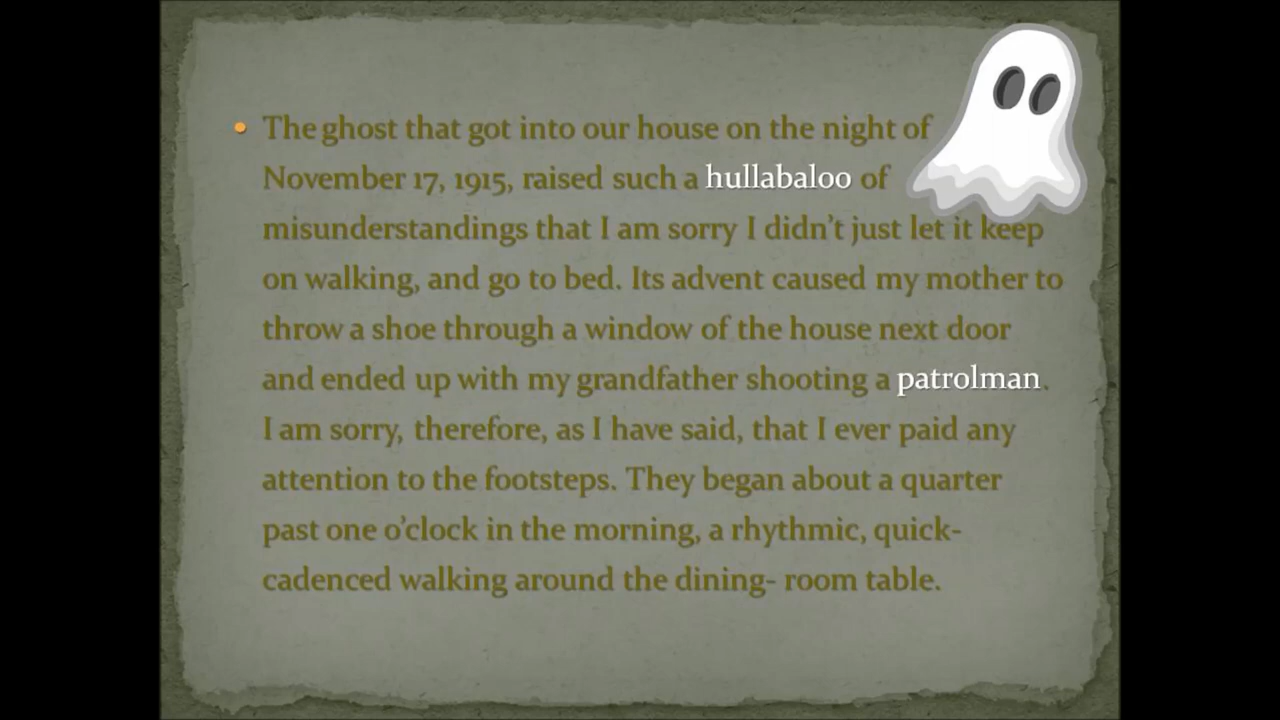 The ghost that got into our house on the night of
November 17, 1915, raised such a hullabaloo of
misunderstandings that I am sorry I didn’t just let it keep
on walking, and go to bed. Its advent caused my mother to
throw a shoe through a window of the house next door
and ended up with my grandfather shooting a patrolman.
I am sorry, therefore, as I have said, that I ever paid any
attention to the footsteps. They began about a quarter
past one o’clock in the morning, a rhythmic, quick-
cadenced walking around the dining- room table.